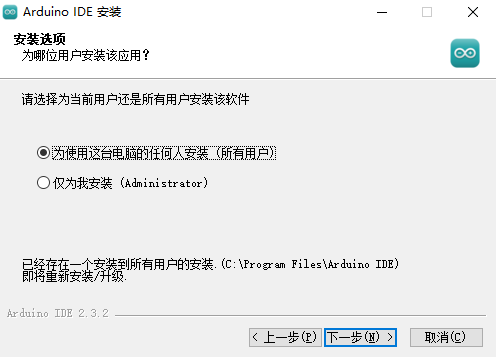 Arduino IDE 安装
安装选项
为哪位用户安装该应用？
请选择为当前用户还是所有用户安装该软件
为使用这台电脑的任何人安装 (所有用户)
仅为我安装 (Administrator)
已经存在一个安装到所有用户的安装.(C:\Program Files\Arduino IDE)
即将重新安装/升级.
Arduino IDE 2.3.2
< 上一步(P)
下一步(N) >
取消(C)